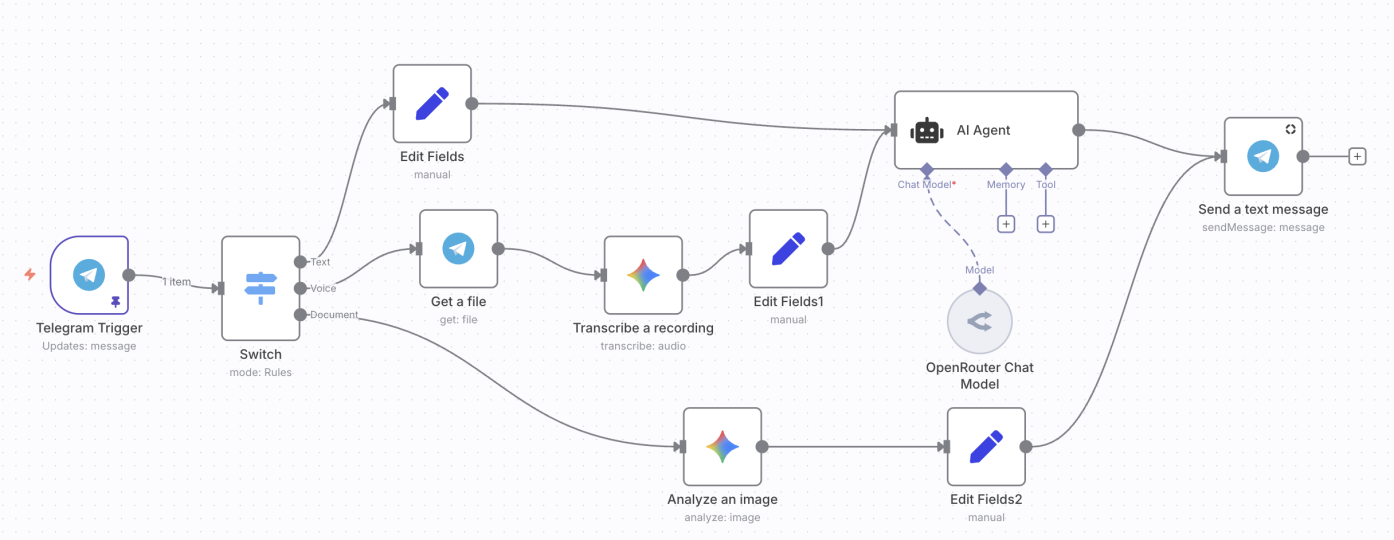 Edit Fields
manual
AI Agent
Chat Model*
Memory
Tool
Send a text message
sendMessage: message
1 item
Telegram Trigger
Updates: message
Text
Voice
Document
Switch
mode: Rules
Get a file
get: file
Transcribe a recording
transcribe: audio
Edit Fields1
manual
Model
OpenRouter Chat
Model
Analyze an image
analyze: image
Edit Fields2
manual